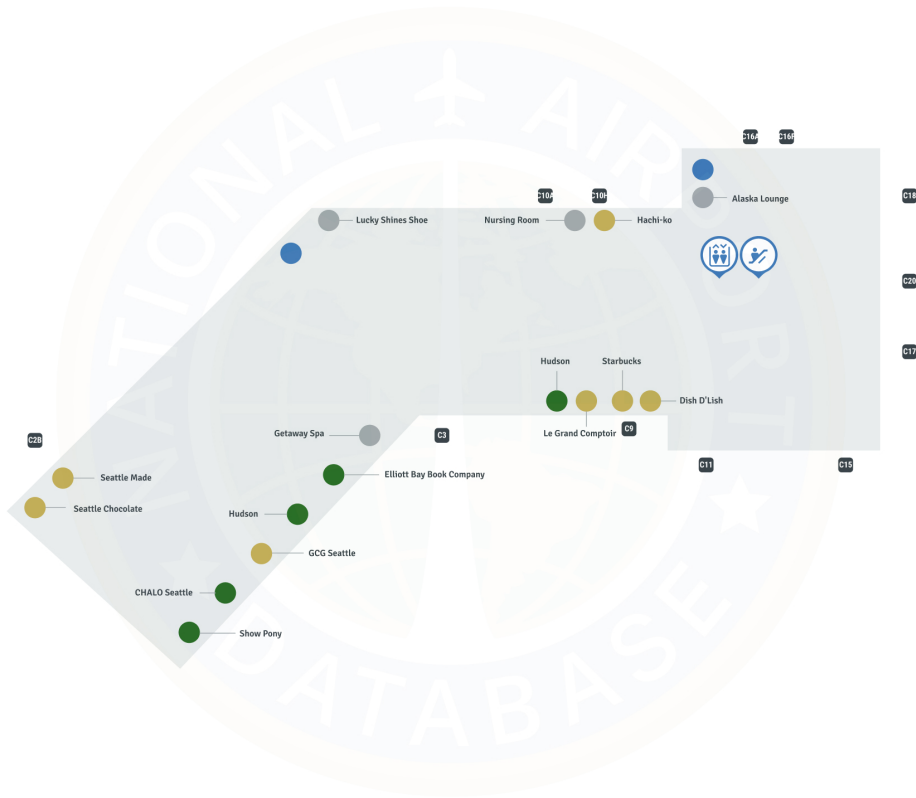 C16A
C16F
C10A
C10H
C18
Alaska Lounge
Lucky Shines Shoe
Nursing Room
Hachi-ko
C20
C17
Hudson
Starbucks
Dish D'Lish
Getaway Spa
C3
Le Grand Comptoir
C9
C2B
C11
C15
Seattle Made
Elliott Bay Book Company
Seattle Chocolate
Hudson
GCG Seattle
CHALO Seattle
Show Pony
NATIONAL AIRPORT
DATABASE